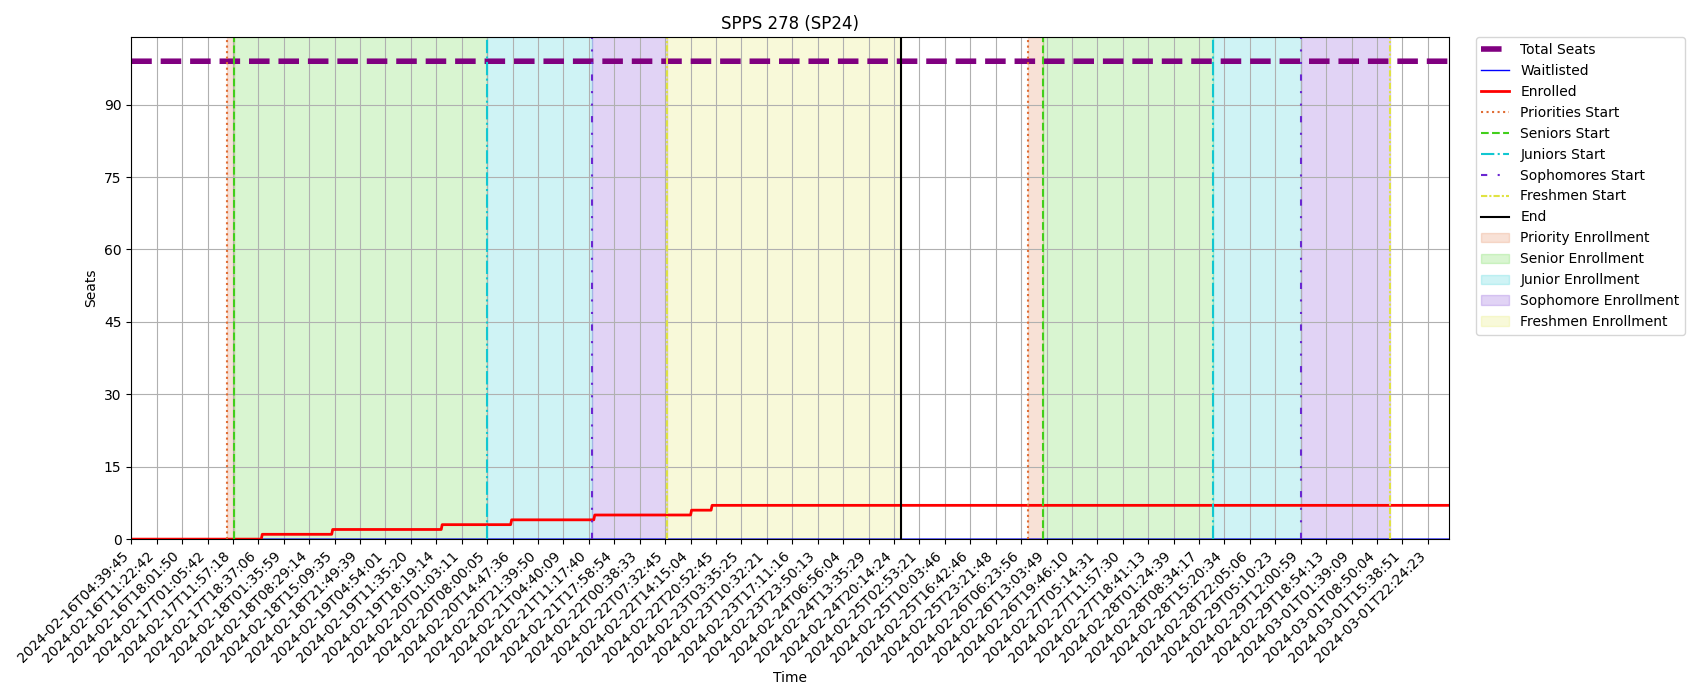 SPPS 278 (SP24)
Total Seats
Waitlisted
Enrolled
Priorities Start
Seniors Start
Juniors Start
Sophomores Start
Freshmen Start
End
Priority Enrollment
Senior Enrollment
Junior Enrollment
Sophomore Enrollment
Freshmen Enrollment
Seats
90
75
60
45
30
15
0
2024-02-16T04:39:45
2024-02-16T11:22:42
2024-02-16T18:01:50
2024-02-17T01:05:42
2024-02-17T11:57:18
2024-02-17T18:37:06
2024-02-18T01:35:59
2024-02-18T08:29:14
2024-02-18T15:09:35
2024-02-18T21:49:39
2024-02-19T04:54:01
2024-02-19T11:35:20
2024-02-19T18:19:14
2024-02-20T01:03:11
2024-02-20T08:00:05
2024-02-20T14:47:36
2024-02-20T21:39:50
2024-02-21T04:40:09
2024-02-21T11:17:40
2024-02-21T17:58:54
2024-02-22T00:38:33
2024-02-22T07:32:45
2024-02-22T14:15:04
2024-02-22T20:52:45
2024-02-23T03:35:25
2024-02-23T10:32:21
2024-02-23T17:11:16
2024-02-23T23:50:13
2024-02-24T06:56:04
2024-02-24T13:35:29
2024-02-24T20:14:24
2024-02-25T02:53:21
2024-02-25T10:03:46
2024-02-25T16:42:46
2024-02-25T23:21:48
2024-02-26T06:23:56
2024-02-26T13:03:49
2024-02-26T19:46:10
2024-02-27T05:14:31
2024-02-27T11:57:30
2024-02-27T18:41:13
2024-02-28T01:24:39
2024-02-28T08:34:17
2024-02-28T15:20:34
2024-02-28T22:05:06
2024-02-29T05:10:23
2024-02-29T12:00:59
2024-02-29T18:54:13
2024-03-01T01:39:09
2024-03-01T08:50:04
2024-03-01T15:38:51
2024-03-01T22:24:23
Time